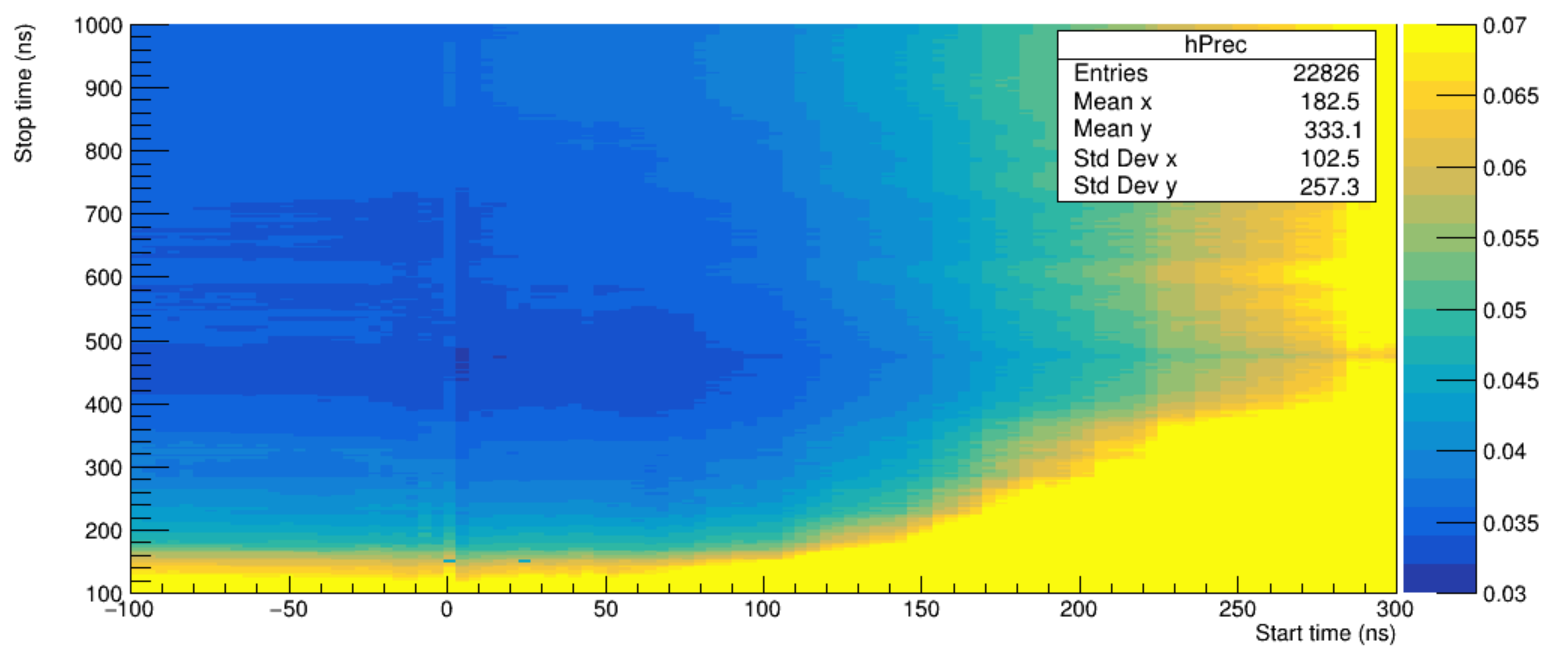 Stop time (ns)
1000
900
800
700
600
500
400
300
200
100
hPrec
Entries 22826
Mean x 182.5
Mean y 333.1
Std Dev x 102.5
Std Dev y 257.3
0.07
0.065
0.06
0.055
0.05
0.045
0.04
0.035
0.03
−100 −50 0 50 100 150 200 250 300
Start time (ns)